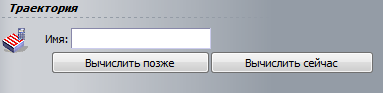 Траектория
Имя:
Вычислить позже Вычислить сейчас